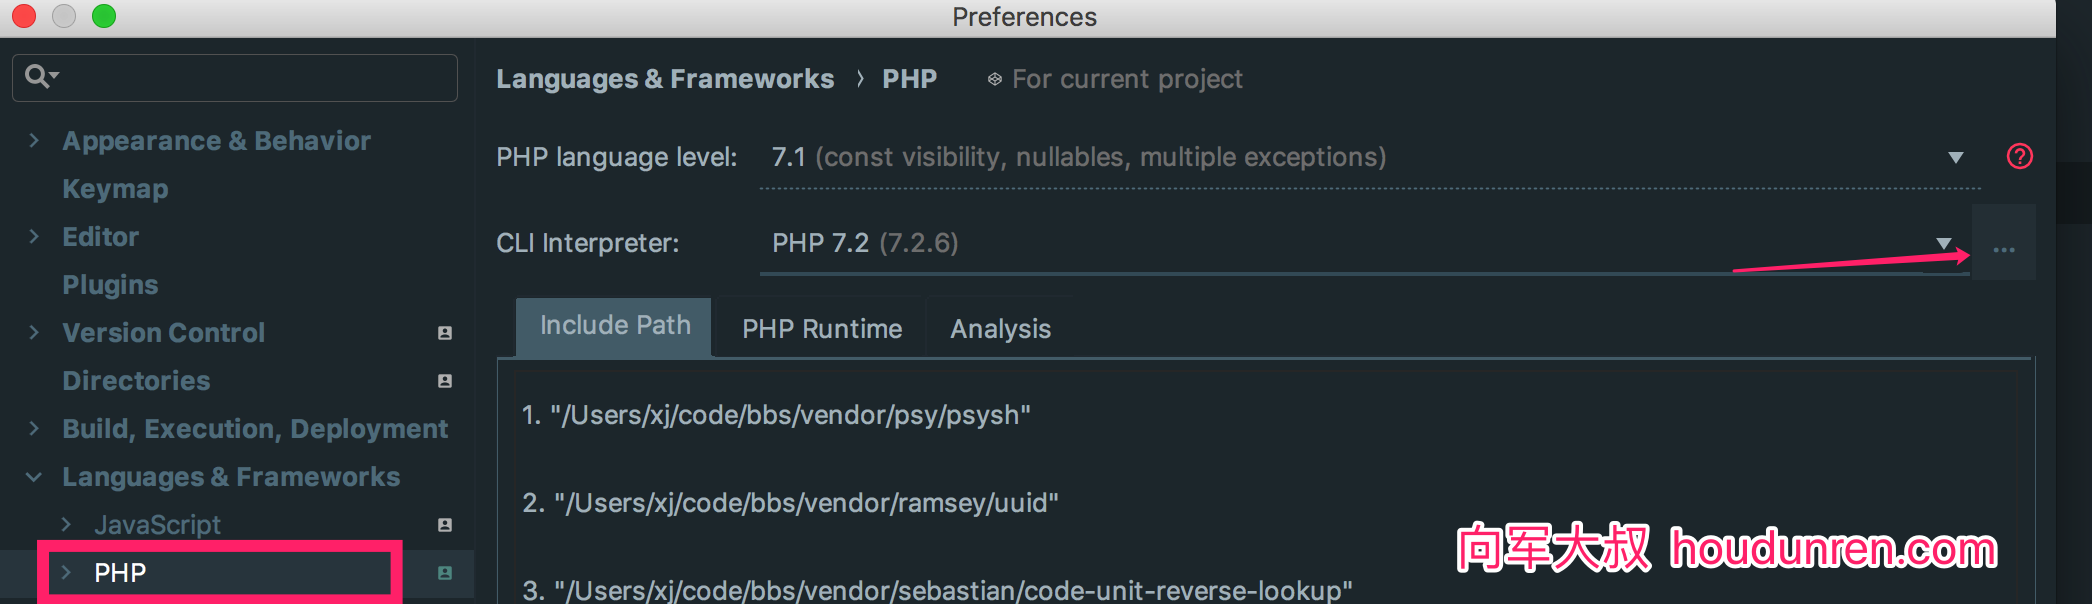 Preferences
Languages & Frameworks › PHP For current project
Appearance & Behavior
Keymap
Editor
Plugins
Version Control
Directories
Build, Execution, Deployment
Languages & Frameworks
JavaScript
PHP
PHP language level: 7.1 (const visibility, nullables, multiple exceptions)
CLI Interpreter: PHP 7.2 (7.2.6) ...
Include Path PHP Runtime Analysis
1. "/Users/xj/code/bbs/vendor/psy/psysh"
2. "/Users/xj/code/bbs/vendor/ramsey/uuid"
3. "/Users/xj/code/bbs/vendor/sebastian/code-unit-reverse-lookup"
向军大叔 houdunren.com